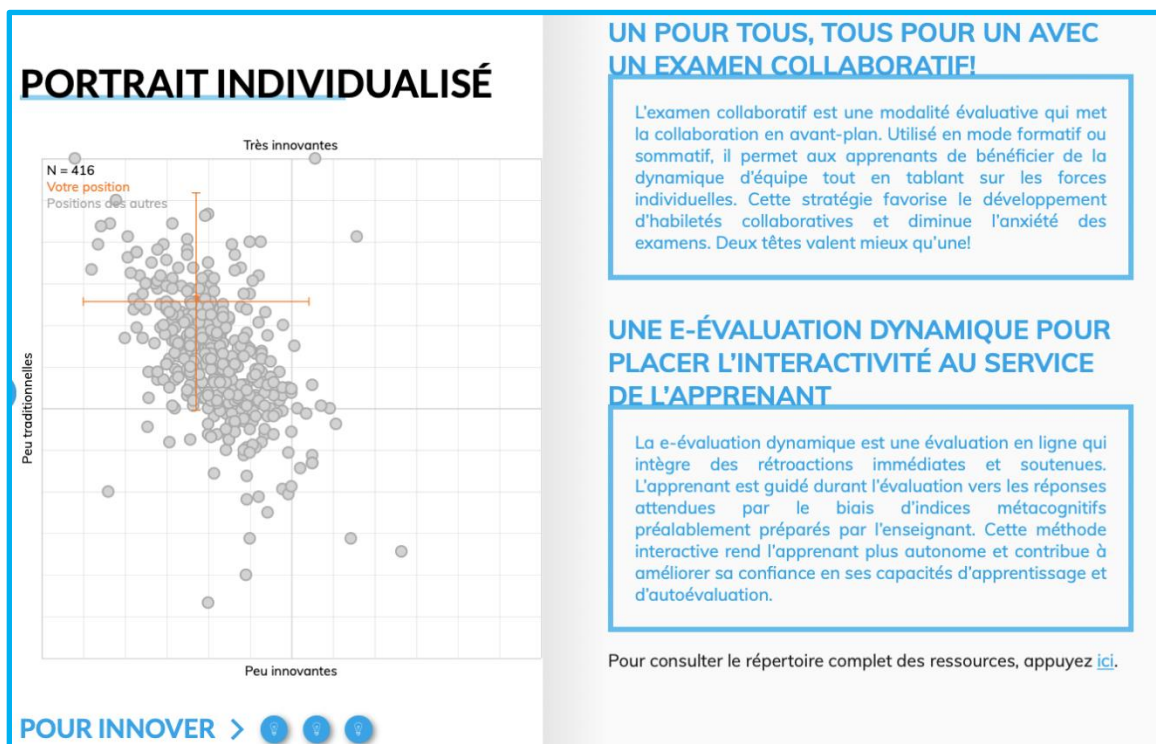 PORTRAIT INDIVIDUALISÉ
Très innovantes
N = 416
Votre position
Positions des autres
Peu traditionnelles
Peu innovantes
POUR INNOVER >
UN POUR TOUS, TOUS POUR UN AVEC
UN EXAMEN COLLABORATIF!
L'examen collaboratif est une modalité évaluative qui met
la collaboration en avant-plan. Utilisé en mode formatif ou
sommatif, il permet aux apprenants de bénéficier de la
dynamique d'équipe tout en tablant sur les forces
individuelles. Cette stratégie favorise le développement
d'habiletés collaboratives et diminue l'anxiété des
examens. Deux têtes valent mieux qu'une!
UNE E-ÉVALUATION DYNAMIQUE POUR
PLACER L'INTERACTIVITÉ AU SERVICE
DE L'APPRENANT
La e-évaluation dynamique est une évaluation en ligne qui
intègre des rétroactions immédiates et soutenues.
L'apprenant est guidé durant l'évaluation vers les réponses
attendues par le biais d'indices métacognitifs
préalablement préparés par l'enseignant. Cette méthode
interactive rend l'apprenant plus autonome et contribue à
améliorer sa confiance en ses capacités d'apprentissage et
d'autoévaluation.
Pour consulter le répertoire complet des ressources, appuyez ici.